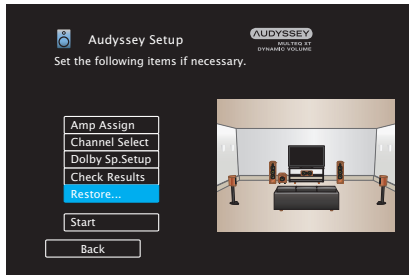 Audyssey Setup
AUDYSSEY
MULTEQ XT
DYNAMIC VOLUME
Set the following items if necessary.
Amp Assign
Channel Select
Dolby Sp.Setup
Check Results
Restore...
Start
Back